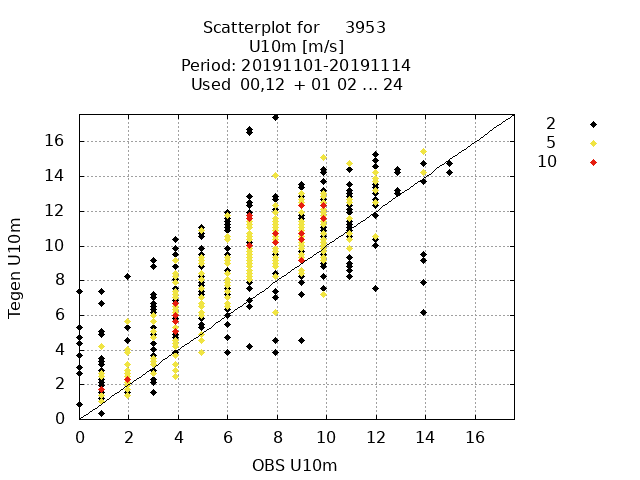 Scatterplot for 3953
U10m [m/s]
Period: 20191101-20191114
Used 00,12 + 01 02 ... 24
2
5
10
16
14
12
10
8
6
4
2
0
Tegen U10m
0 2 4 6 8 10 12 14 16
OBS U10m